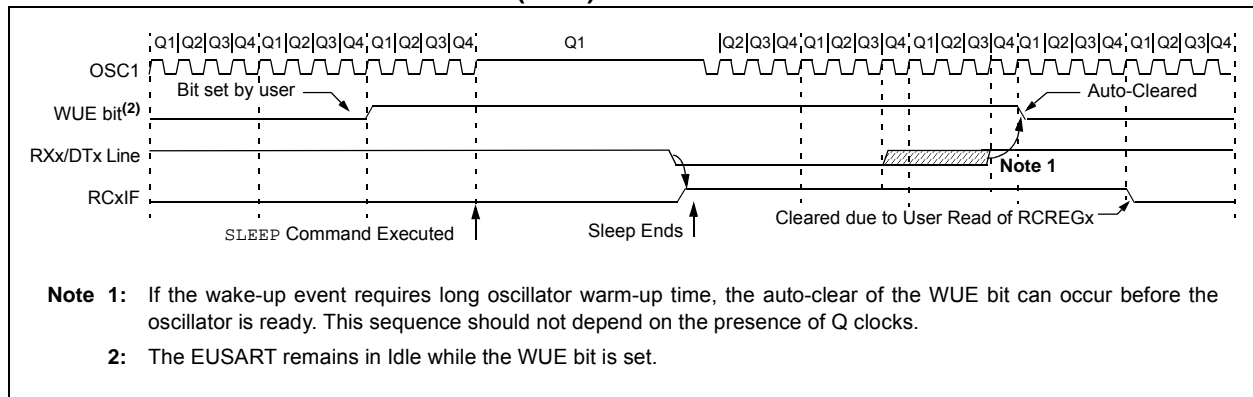 Q1 Q2 Q3 Q4 Q1 Q2 Q3 Q4 Q1 Q2 Q3 Q4 Q1 Q2 Q3 Q4 Q1 Q2 Q3 Q4 Q1 Q2 Q3 Q4 Q1 Q2 Q3 Q4 Q1 Q2 Q3 Q4
OSC1
Bit set by user
Auto-Cleared
WUE bit(2)
RXx/DTx Line
Note 1
RCxIF
Cleared due to User Read of RCREGx
SLEEP Command Executed
Sleep Ends
Note 1: If the wake-up event requires long oscillator warm-up time, the auto-clear of the WUE bit can occur before the
oscillator is ready. This sequence should not depend on the presence of Q clocks.
2: The EUSART remains in Idle while the WUE bit is set.